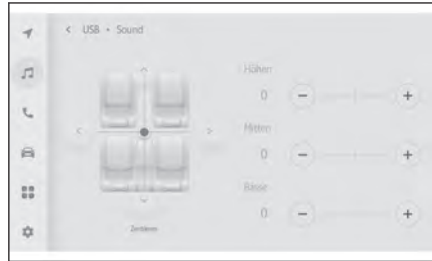 USB • Sound
Höhen
0
Mitten
0
Bässe
0
Zentrieren